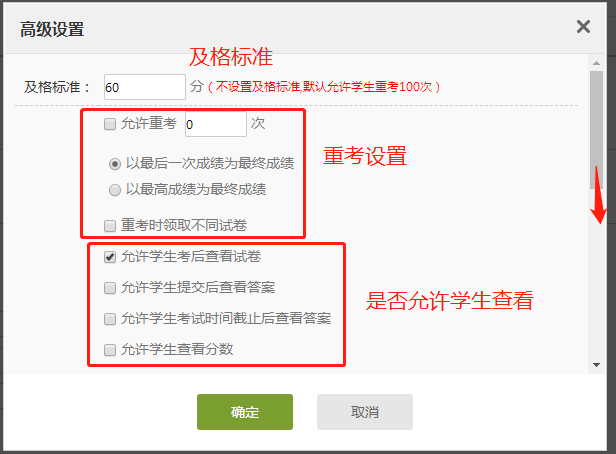 高级设置
及格标准
及格标准： 60 分（不设置及格标准,默认允许学生重考100次）
允许重考 0 次
以最后一次成绩为最终成绩
重考设置
以最高成绩为最终成绩
重考时领取不同试卷
允许学生考后查看试卷
允许学生提交后查看答案
是否允许学生查看
允许学生考试时间截止后查看答案
允许学生查看分数
确定 取消